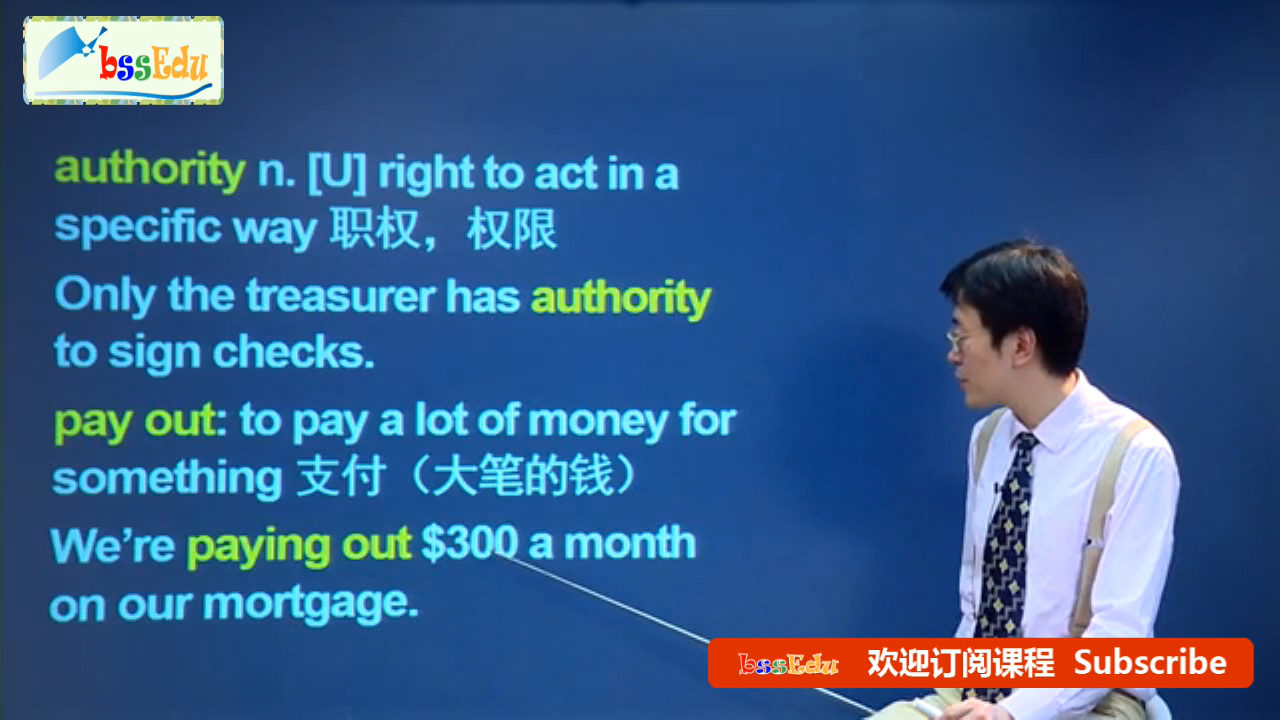 bssEdu
authority n. [U] right to act in a
specific way 职权，权限
Only the treasurer has authority
to sign checks.
pay out: to pay a lot of money for
something 支付（大笔的钱）
We’re paying out $300 a month
on our mortgage.
bssEdu 欢迎订阅课程 Subscribe